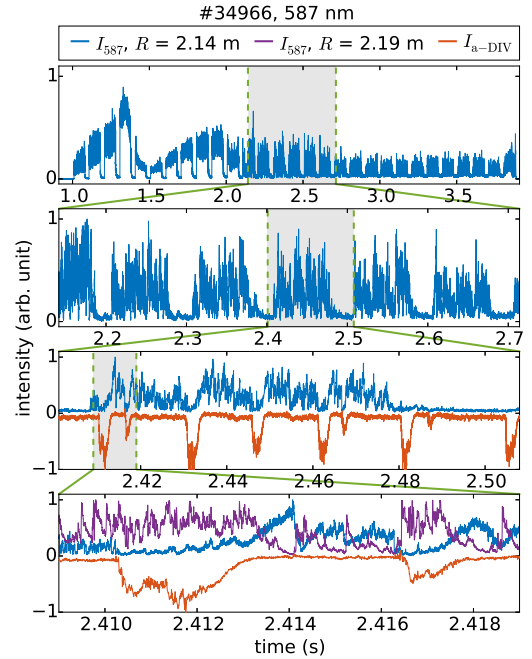 #34966, 587 nm
I587, R = 2.14 m I587, R = 2.19 m Ia−DIV
1
0
1.0 1.5 2.0 2.5 3.0 3.5
1
0
2.2 2.3 2.4 2.5 2.6 2.7
intensity (arb. unit)
1
0
−1
2.42 2.44 2.46 2.48 2.50
1
0
−1
2.410 2.412 2.414 2.416 2.418
time (s)